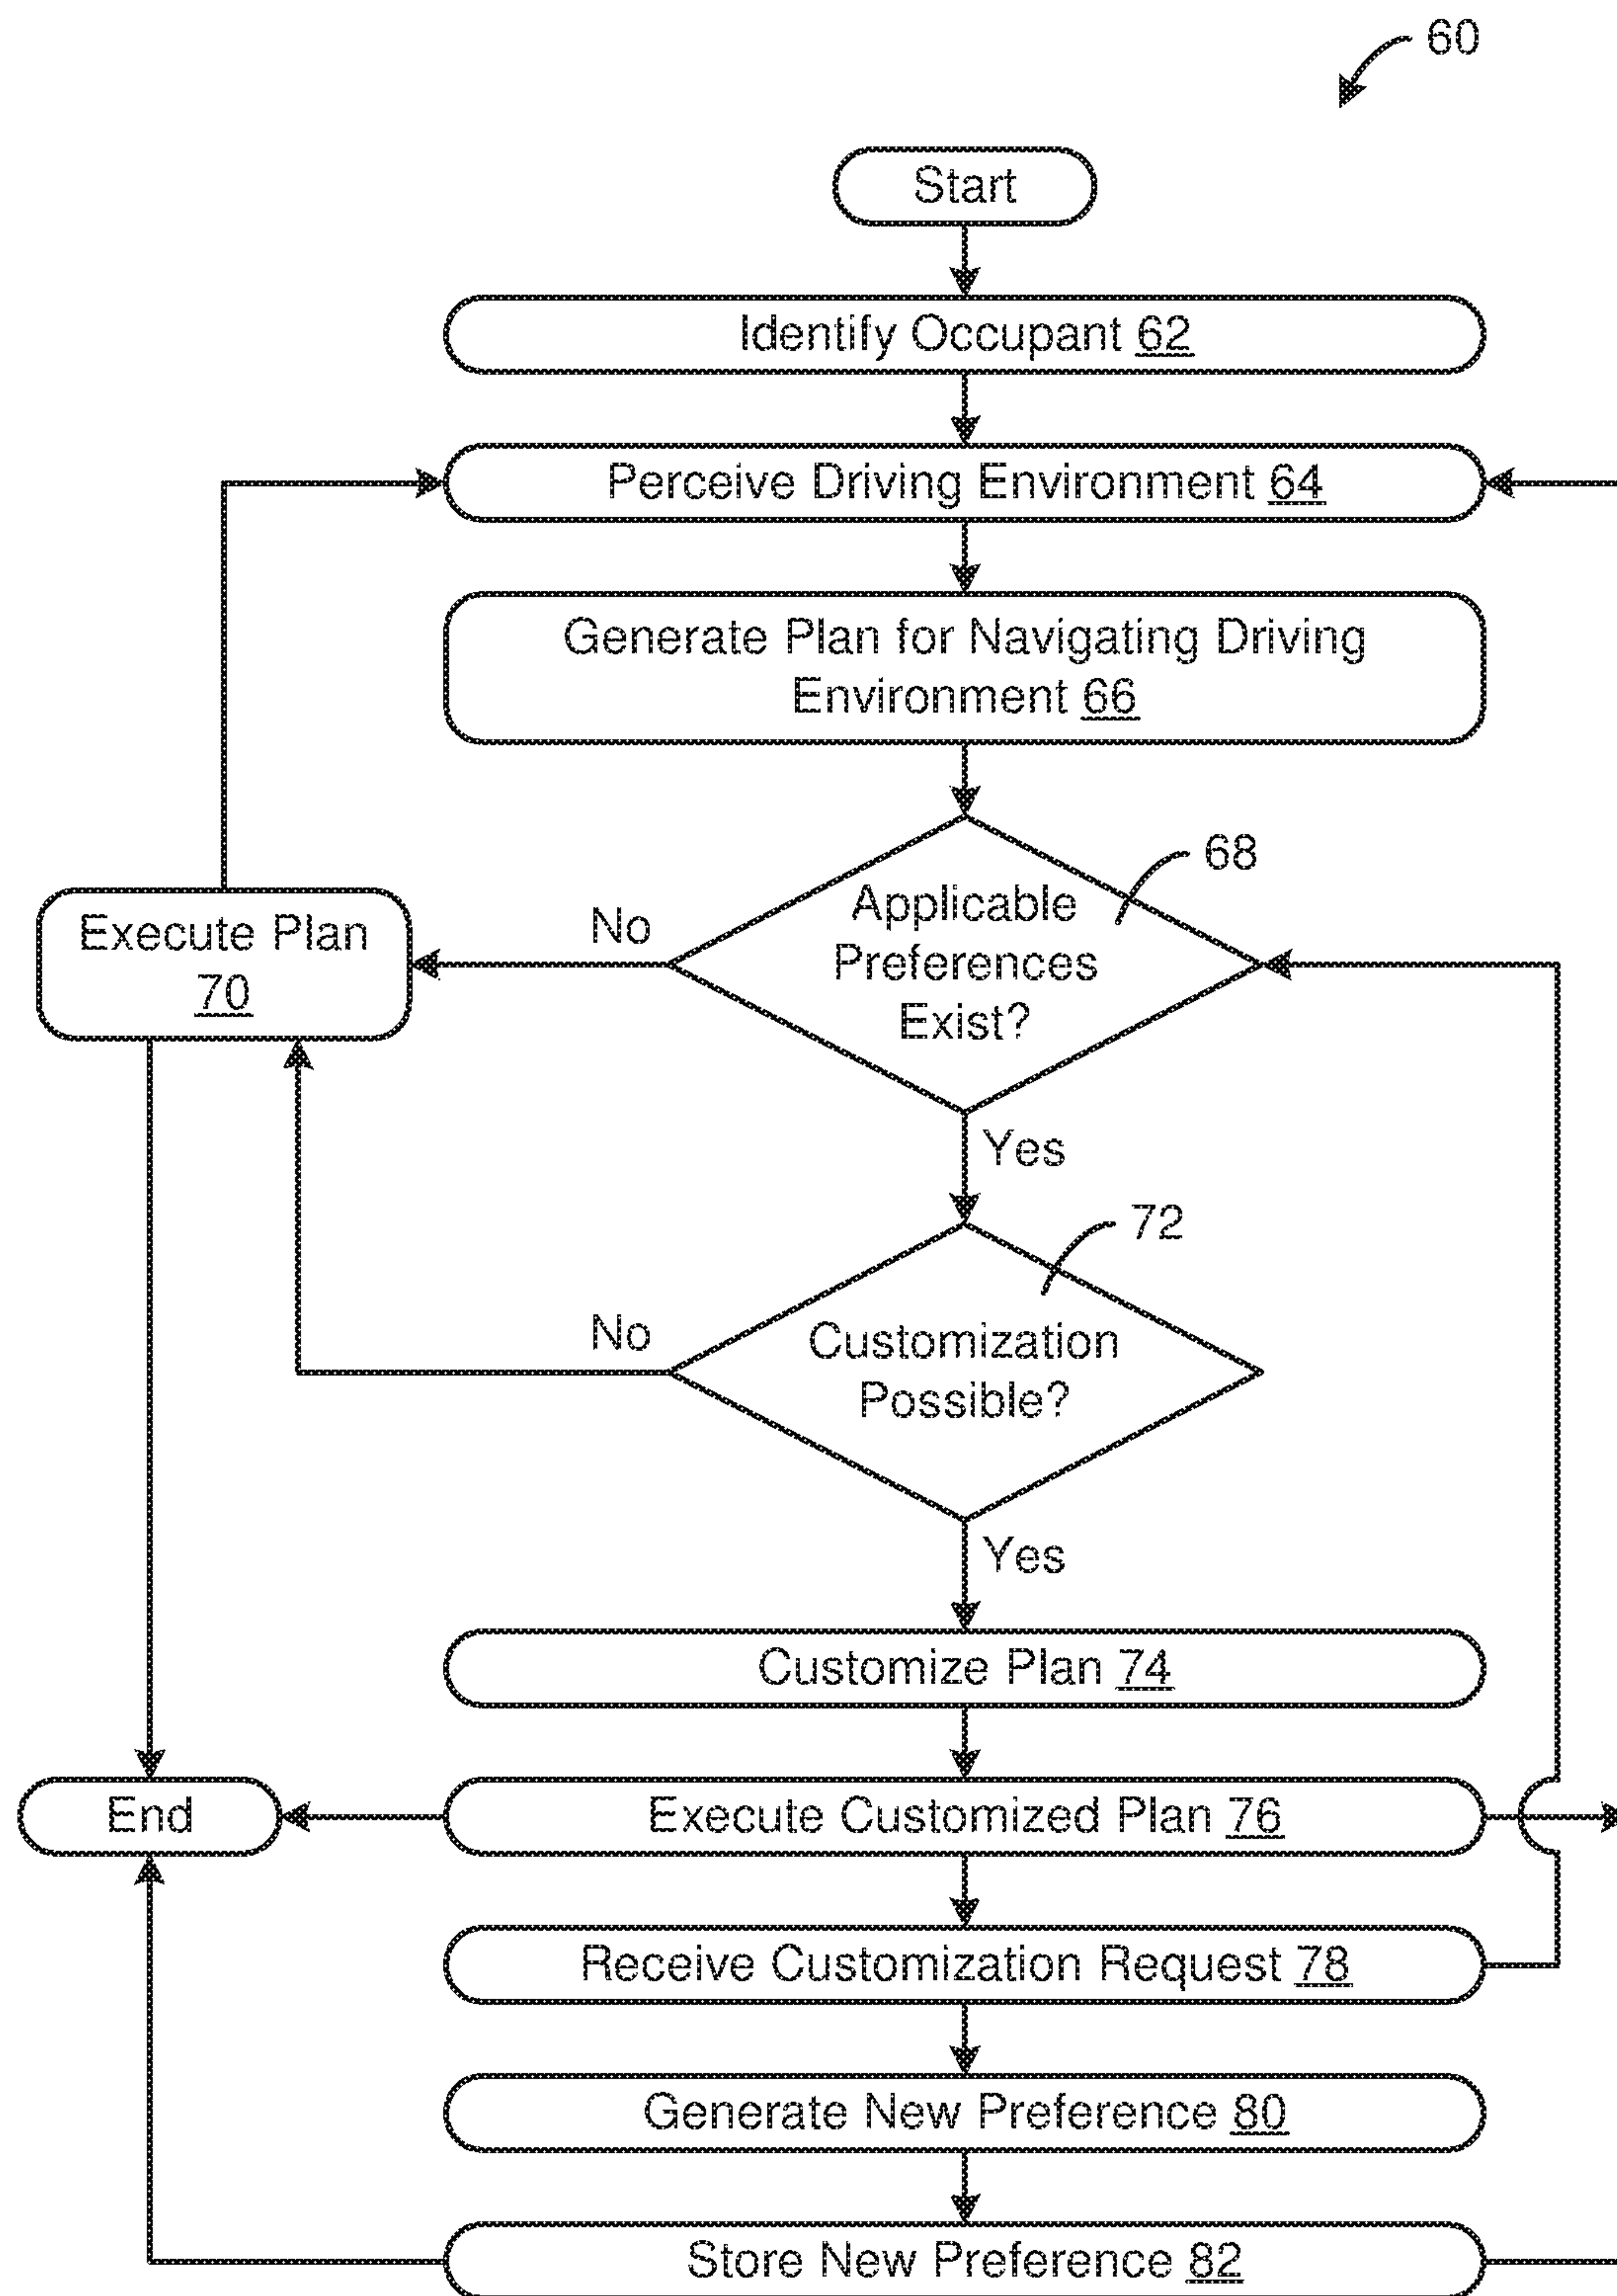 60
Start
Identify Occupant 62
Perceive Driving Environment 64
Generate Plan for Navigating Driving
Environment 66
68
Applicable
Preferences
Exist?
No
Execute Plan
70
Yes
72
Customization
Possible?
No
Yes
Customize Plan 74
End
Execute Customized Plan 76
Receive Customization Request 78
Generate New Preference 80
Store New Preference 82